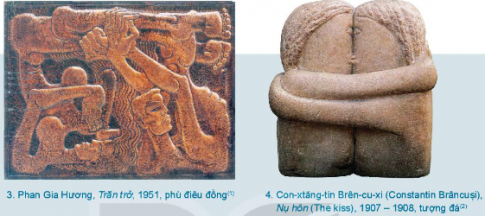 3. Phan Gia Hương, Trăn trở, 1951, phù điêu đồng(1)
4. Con-xtăng-tin Brên-cu-xi (Constantin Brâncuși),
Nụ hôn (The kiss), 1907 – 1908, tượng đá(2)